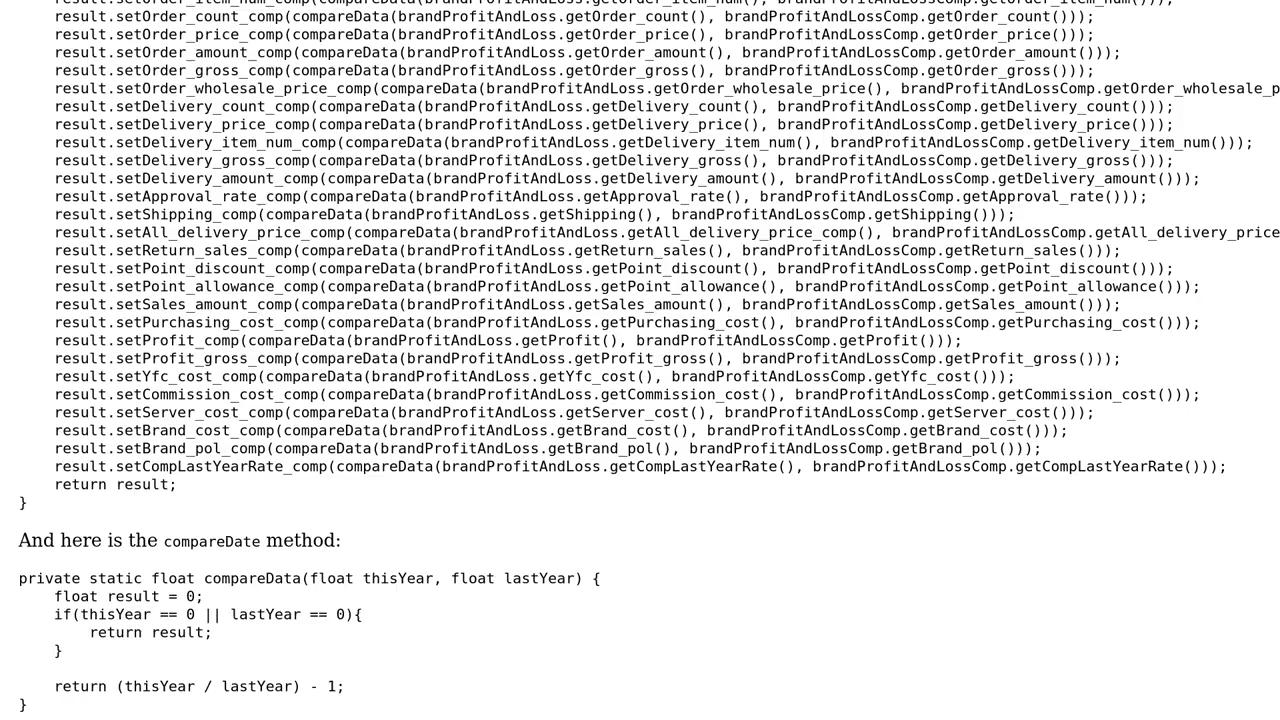 result.setOrder_item_num_comp(compareData(brandProfitAndLoss.getOrder_item_num(), brandProfitAndLossComp.getOrder_item_num()));
result.setOrder_count_comp(compareData(brandProfitAndLoss.getOrder_count(), brandProfitAndLossComp.getOrder_count()));
result.setOrder_price_comp(compareData(brandProfitAndLoss.getOrder_price(), brandProfitAndLossComp.getOrder_price()));
result.setOrder_amount_comp(compareData(brandProfitAndLoss.getOrder_amount(), brandProfitAndLossComp.getOrder_amount()));
result.setOrder_gross_comp(compareData(brandProfitAndLoss.getOrder_gross(), brandProfitAndLossComp.getOrder_gross()));
result.setOrder_wholesale_price_comp(compareData(brandProfitAndLoss.getOrder_wholesale_price(), brandProfitAndLossComp.getOrder_wholesale_p
result.setDelivery_count_comp(compareData(brandProfitAndLoss.getDelivery_count(), brandProfitAndLossComp.getDelivery_count()));
result.setDelivery_price_comp(compareData(brandProfitAndLoss.getDelivery_price(), brandProfitAndLossComp.getDelivery_price()));
result.setDelivery_item_num_comp(compareData(brandProfitAndLoss.getDelivery_item_num(), brandProfitAndLossComp.getDelivery_item_num()));
result.setDelivery_gross_comp(compareData(brandProfitAndLoss.getDelivery_gross(), brandProfitAndLossComp.getDelivery_gross()));
result.setDelivery_amount_comp(compareData(brandProfitAndLoss.getDelivery_amount(), brandProfitAndLossComp.getDelivery_amount()));
result.setApproval_rate_comp(compareData(brandProfitAndLoss.getApproval_rate(), brandProfitAndLossComp.getApproval_rate()));
result.setShipping_comp(compareData(brandProfitAndLoss.getShipping(), brandProfitAndLossComp.getShipping()));
result.setAll_delivery_price_comp(compareData(brandProfitAndLoss.getAll_delivery_price_comp(), brandProfitAndLossComp.getAll_delivery_price
result.setReturn_sales_comp(compareData(brandProfitAndLoss.getReturn_sales(), brandProfitAndLossComp.getReturn_sales()));
result.setPoint_discount_comp(compareData(brandProfitAndLoss.getPoint_discount(), brandProfitAndLossComp.getPoint_discount()));
result.setPoint_allowance_comp(compareData(brandProfitAndLoss.getPoint_allowance(), brandProfitAndLossComp.getPoint_allowance()));
result.setSales_amount_comp(compareData(brandProfitAndLoss.getSales_amount(), brandProfitAndLossComp.getSales_amount()));
result.setPurchasing_cost_comp(compareData(brandProfitAndLoss.getPurchasing_cost(), brandProfitAndLossComp.getPurchasing_cost()));
result.setProfit_comp(compareData(brandProfitAndLoss.getProfit(), brandProfitAndLossComp.getProfit()));
result.setProfit_gross_comp(compareData(brandProfitAndLoss.getProfit_gross(), brandProfitAndLossComp.getProfit_gross()));
result.setYfc_cost_comp(compareData(brandProfitAndLoss.getYfc_cost(), brandProfitAndLossComp.getYfc_cost()));
result.setCommission_cost_comp(compareData(brandProfitAndLoss.getCommission_cost(), brandProfitAndLossComp.getCommission_cost()));
result.setServer_cost_comp(compareData(brandProfitAndLoss.getServer_cost(), brandProfitAndLossComp.getServer_cost()));
result.setBrand_cost_comp(compareData(brandProfitAndLoss.getBrand_cost(), brandProfitAndLossComp.getBrand_cost()));
result.setBrand_pol_comp(compareData(brandProfitAndLoss.getBrand_pol(), brandProfitAndLossComp.getBrand_pol()));
result.setCompLastYearRate_comp(compareData(brandProfitAndLoss.getCompLastYearRate(), brandProfitAndLossComp.getCompLastYearRate()));
return result;
}
And here is the compareDate method:
private static float compareData(float thisYear, float lastYear) {
float result = 0;
if(thisYear == 0 || lastYear == 0){
return result;
}
return (thisYear / lastYear) - 1;
}